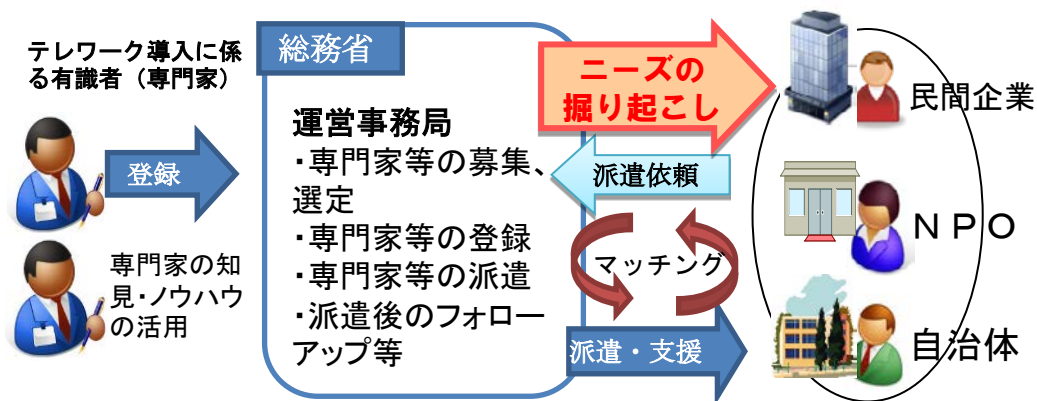 テレワーク導入に係
る有識者（専門家）
登録
専門家の知
見・ノウハウ
の活用
総務省
運営事務局
・専門家等の募集、
選定
・専門家等の登録
・専門家等の派遣
・派遣後のフォロー
アップ等
ニーズの
掘り起こし
派遣依頼
マッチング
派遣・支援
民間企業
ＮＰＯ
自治体